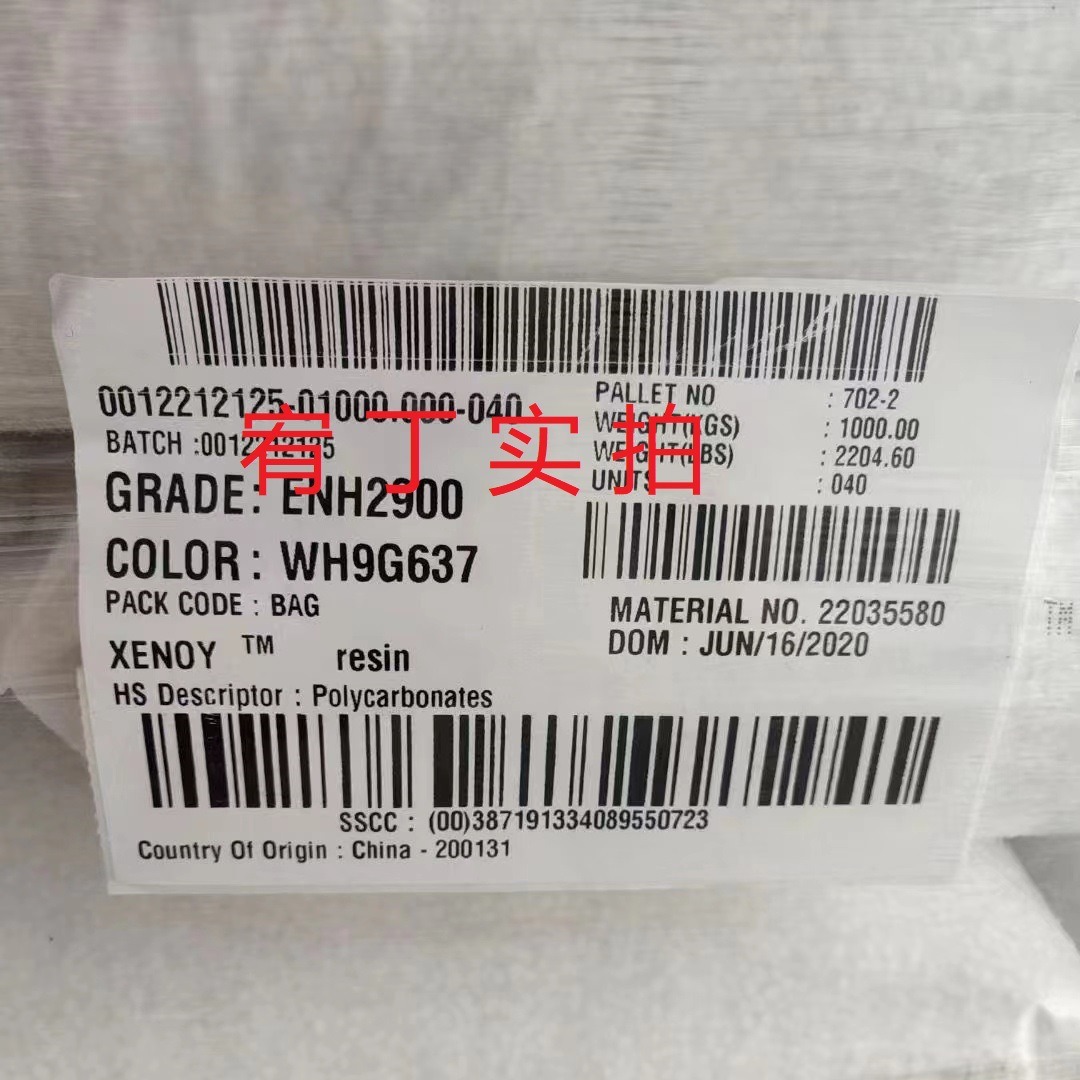 0012212125-01000.000-040
BATCH :0012212125
GRADE: ENH2900
COLOR: WH9G637
PACK CODE : BAG
XENOY ™ resin
HS Descriptor : Polycarbonates
PALLET NO : 702-2
WEIGHT(KGS) : 1000.00
WEIGHT(LBS) : 2204.60
UNITS : 040
MATERIAL NO. 22035580
DOM : JUN/16/2020
SSCC : (00)387191334089550723
Country Of Origin : China - 200131
宥丁实拍
TM